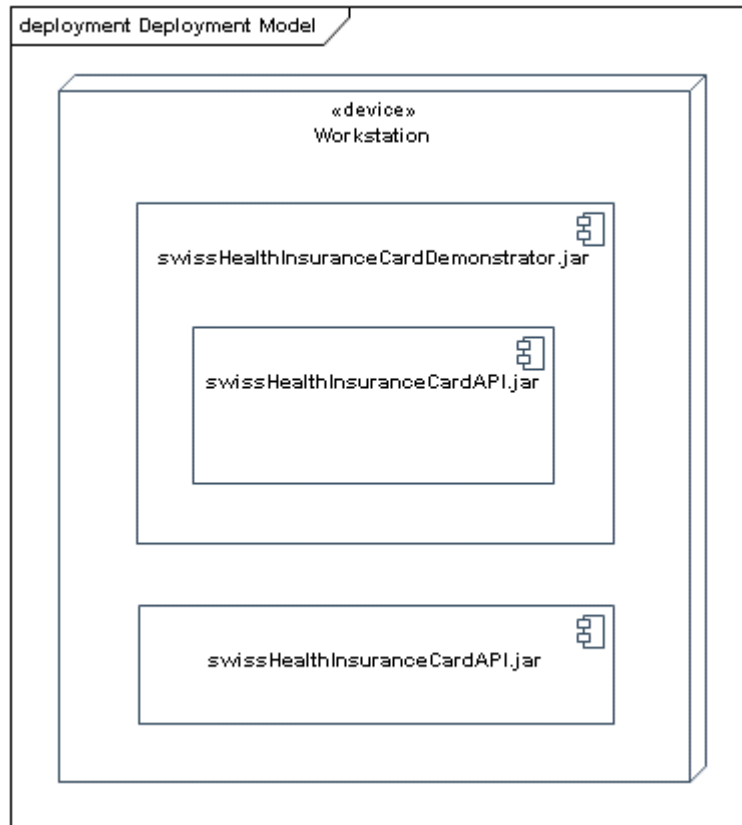 deployment Deployment Model
«device»
Workstation
swissHealthInsuranceCardDemonstrator.jar
swissHealthInsuranceCardAPI.jar
swissHealthInsuranceCardAPI.jar